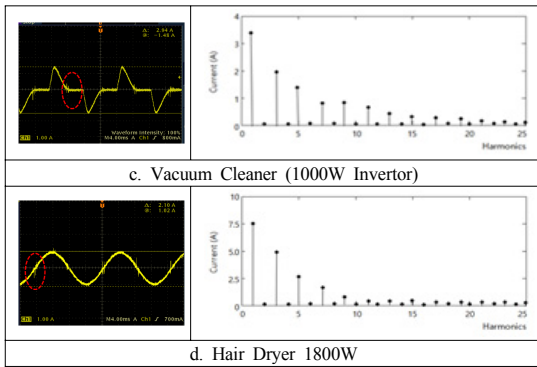 Δ: 2.94 A
@: -1.48 A
Waveform Intensity: 100%
Ch1 1.00 A M4.00ms A Ch1 ƒ 800mA
4
3
2
1
0
Current (A)
0 5 10 15 20 25
Harmonics
c. Vacuum Cleaner (1000W Invertor)
Δ: 2.10 A
@: 1.02 A
Ch1 1.00 A M4.00ms A Ch1 ƒ 700mA
10
7.5
5.0
2.5
0
Current (A)
0 5 10 15 20 25
Harmonics
d. Hair Dryer 1800W